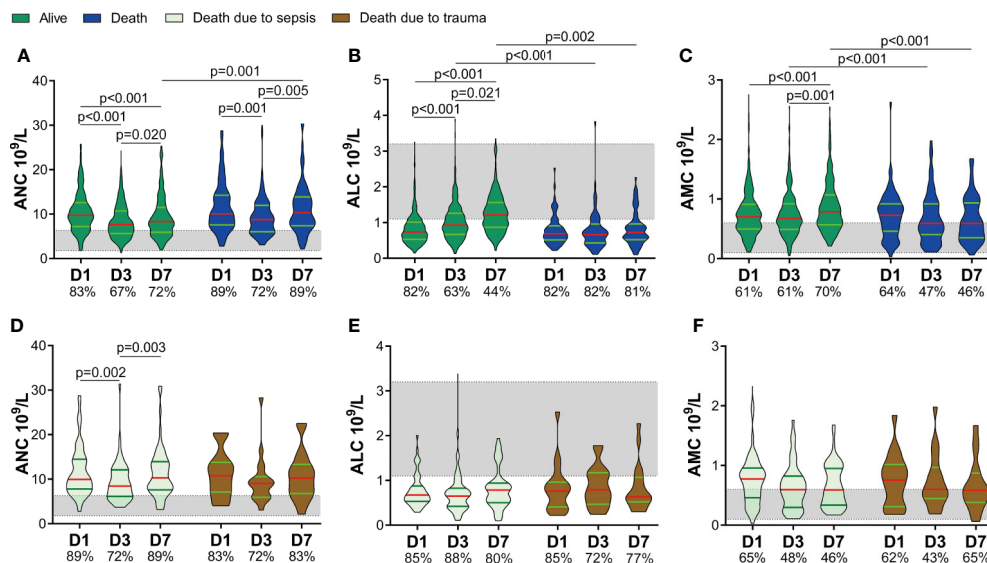 Alive Death Death due to sepsis Death due to trauma
A
ANC 10⁹/L
40
30
20
10
0
p=0.001
p<0.001
p<0.001
p=0.020
p=0.005
p=0.001
D1 D3 D7 D1 D3 D7
83% 67% 72% 89% 72% 89%
B
ALC 10⁹/L
5
4
3
2
1
0
p=0.002
p<0.001
p<0.001
p=0.021
p<0.001
D1 D3 D7 D1 D3 D7
82% 63% 44% 82% 82% 81%
C
AMC 10⁹/L
3
2
1
0
p<0.001
p<0.001
p<0.001
p=0.001
D1 D3 D7 D1 D3 D7
61% 61% 70% 64% 47% 46%
D
ANC 10⁹/L
40
30
20
10
0
p=0.003
p=0.002
D1 D3 D7 D1 D3 D7
89% 72% 89% 83% 72% 83%
E
ALC 10⁹/L
4
3
2
1
0
D1 D3 D7 D1 D3 D7
85% 88% 80% 85% 72% 77%
F
AMC 10⁹/L
3
2
1
0
D1 D3 D7 D1 D3 D7
65% 48% 46% 62% 43% 65%